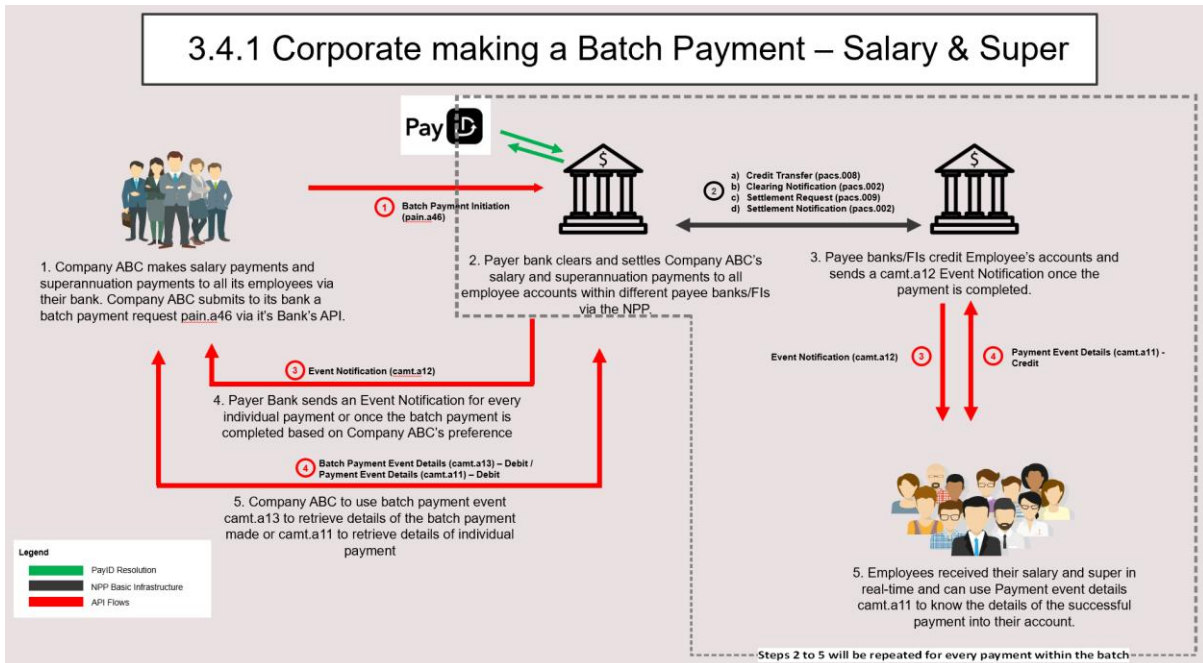 3.4.1 Corporate making a Batch Payment – Salary & Super
Pay
1
Batch Payment Initiation
(pain.a46)
$
2
a) Credit Transfer (pacs.008)
b) Clearing Notification (pacs.002)
c) Settlement Request (pacs.009)
d) Settlement Notification (pacs.002)
$
1. Company ABC makes salary payments and
superannuation payments to all its employees via
their bank. Company ABC submits to its bank a
batch payment request pain.a46 via it's Bank's API.
2. Payer bank clears and settles Company ABC's
salary and superannuation payments to all
employee accounts within different payee banks/FIs
via the NPP.
3. Payee banks/FIs credit Employee's accounts and
sends a camt.a12 Event Notification once the
payment is completed.
3 Event Notification (camt.a12)
4. Payer Bank sends an Event Notification for every
individual payment or once the batch payment is
completed based on Company ABC's preference
Event Notification (camt.a12) 3
4 Payment Event Details (camt.a11) -
Credit
4 Batch Payment Event Details (camt.a13) – Debit /
Payment Event Details (camt.a11) – Debit
5. Company ABC to use batch payment event
camt.a13 to retrieve details of the batch payment
made or camt.a11 to retrieve details of individual
payment
Legend
PayID Resolution
NPP Basic Infrastructure
API Flows
5. Employees received their salary and super in
real-time and can use Payment event details
camt.a11 to know the details of the successful
payment into their account.
Steps 2 to 5 will be repeated for every payment within the batch